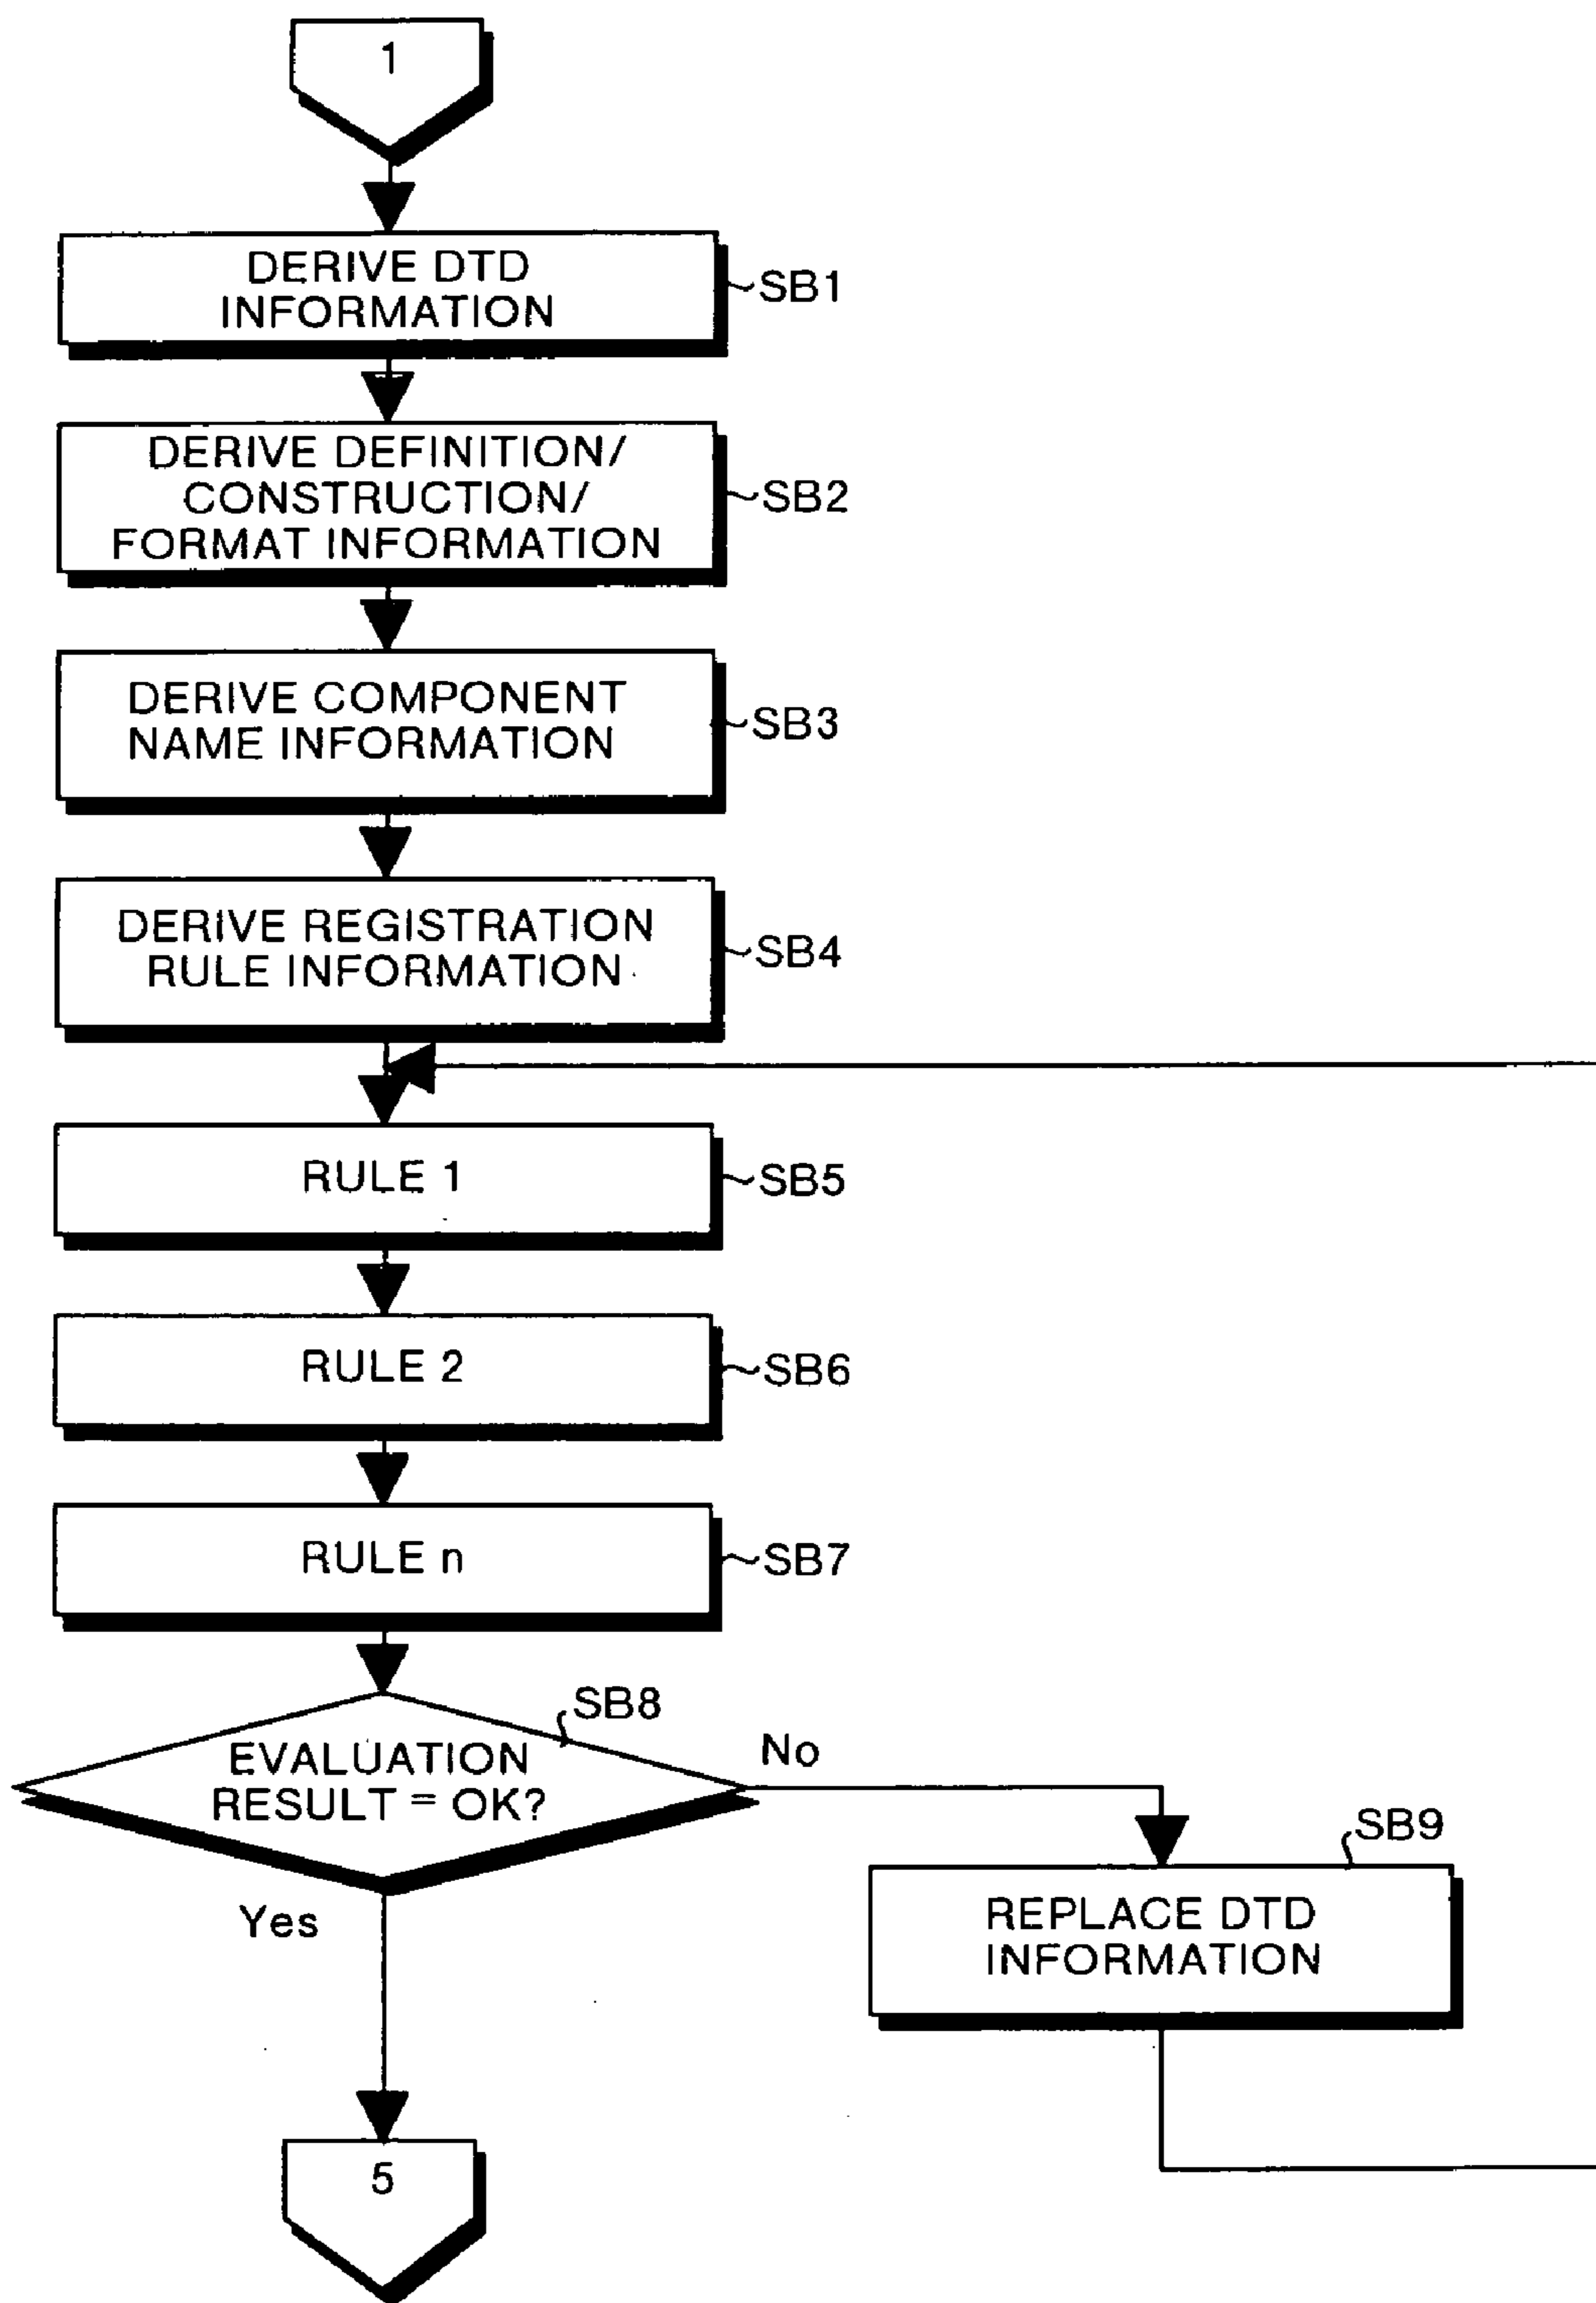 1
DERIVE DTD
INFORMATION
SB1
DERIVE DEFINITION/
CONSTRUCTION/
FORMAT INFORMATION
SB2
DERIVE COMPONENT
NAME INFORMATION
SB3
DERIVE REGISTRATION
RULE INFORMATION
SB4
RULE 1
SB5
RULE 2
SB6
RULE n
SB7
SB8
EVALUATION
RESULT = OK?
No
Yes
SB9
REPLACE DTD
INFORMATION
5